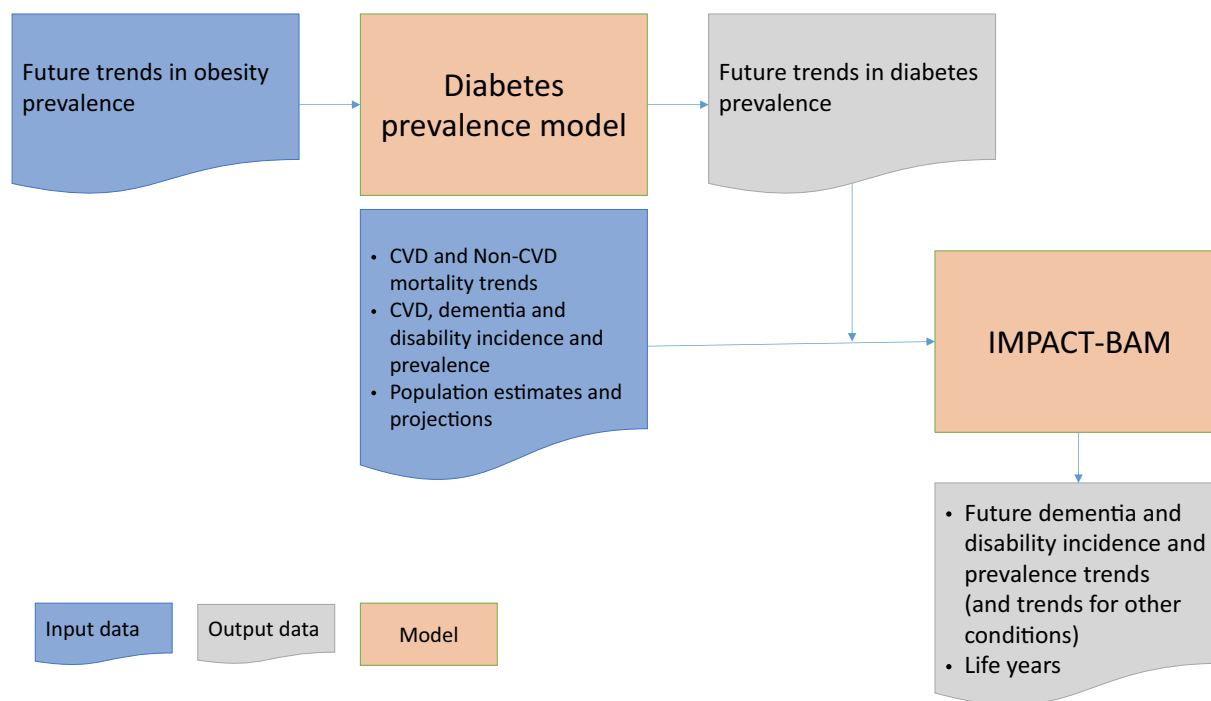 Future trends in obesity
prevalence
Diabetes
prevalence model
Future trends in diabetes
prevalence
• CVD and Non-CVD
mortality trends
• CVD, dementia and
disability incidence and
prevalence
• Population estimates and
projections
IMPACT-BAM
• Future dementia and
disability incidence and
prevalence trends
(and trends for other
conditions)
• Life years
Input data
Output data
Model